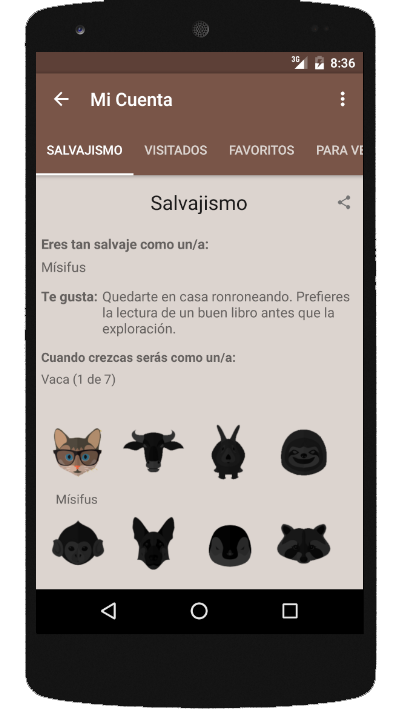 3G 8:36
Mi Cuenta
SALVAJISMO VISITADOS FAVORITOS PARA VE
Salvajismo
Eres tan salvaje como un/a:
Mísifus
Te gusta: Quedarte en casa ronroneando. Prefieres
la lectura de un buen libro antes que la
exploración.
Cuando crezcas serás como un/a:
Vaca (1 de 7)
Mísifus